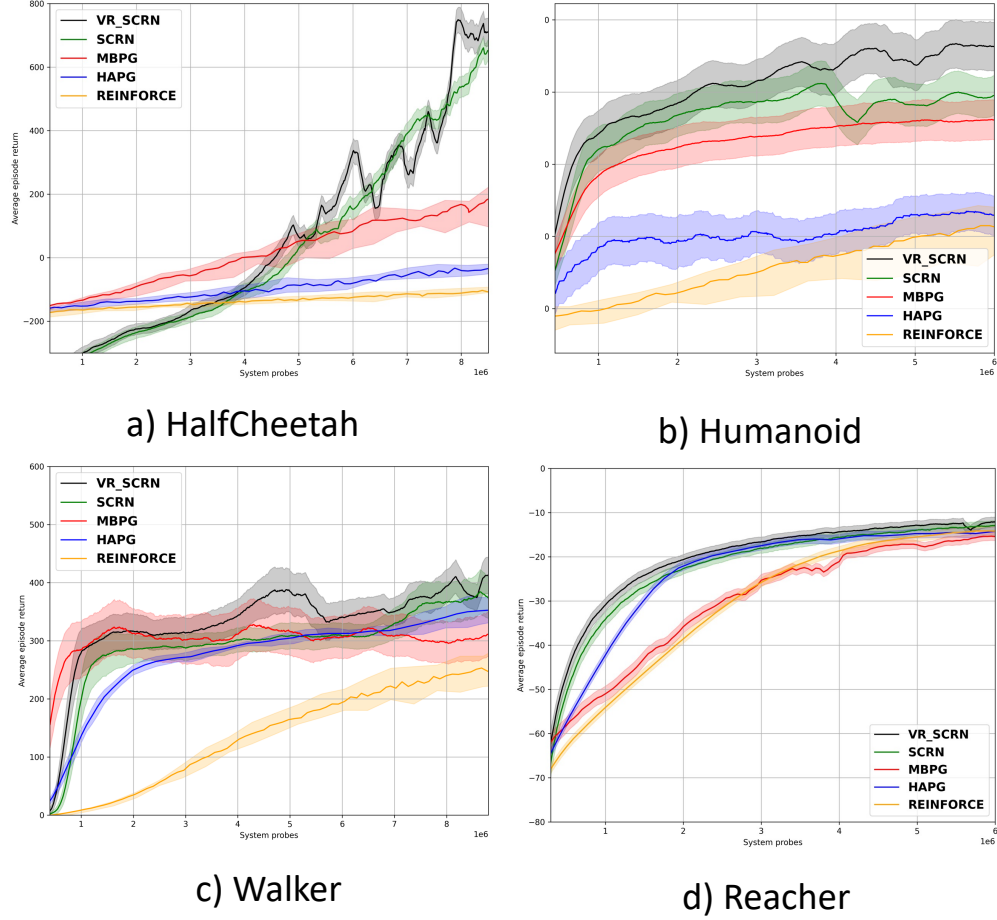 800
600
400
200
0
−200
Average episode return
VR_SCRN
SCRN
MBPG
HAPG
REINFORCE
1 2 3 4 5 6 7 8
System probes
1e6
a) HalfCheetah
0
0
0
0
0
VR_SCRN
SCRN
MBPG
HAPG
REINFORCE
1 2 3 4 5 6
System probes
1e6
b) Humanoid
600
500
400
300
200
100
0
Average episode return
VR_SCRN
SCRN
MBPG
HAPG
REINFORCE
1 2 3 4 5 6 7 8
System probes
1e6
c) Walker
0
−10
−20
−30
−40
−50
−60
−70
−80
Average episode return
VR_SCRN
SCRN
MBPG
HAPG
REINFORCE
1 2 3 4 5 6
System probes
1e6
d) Reacher